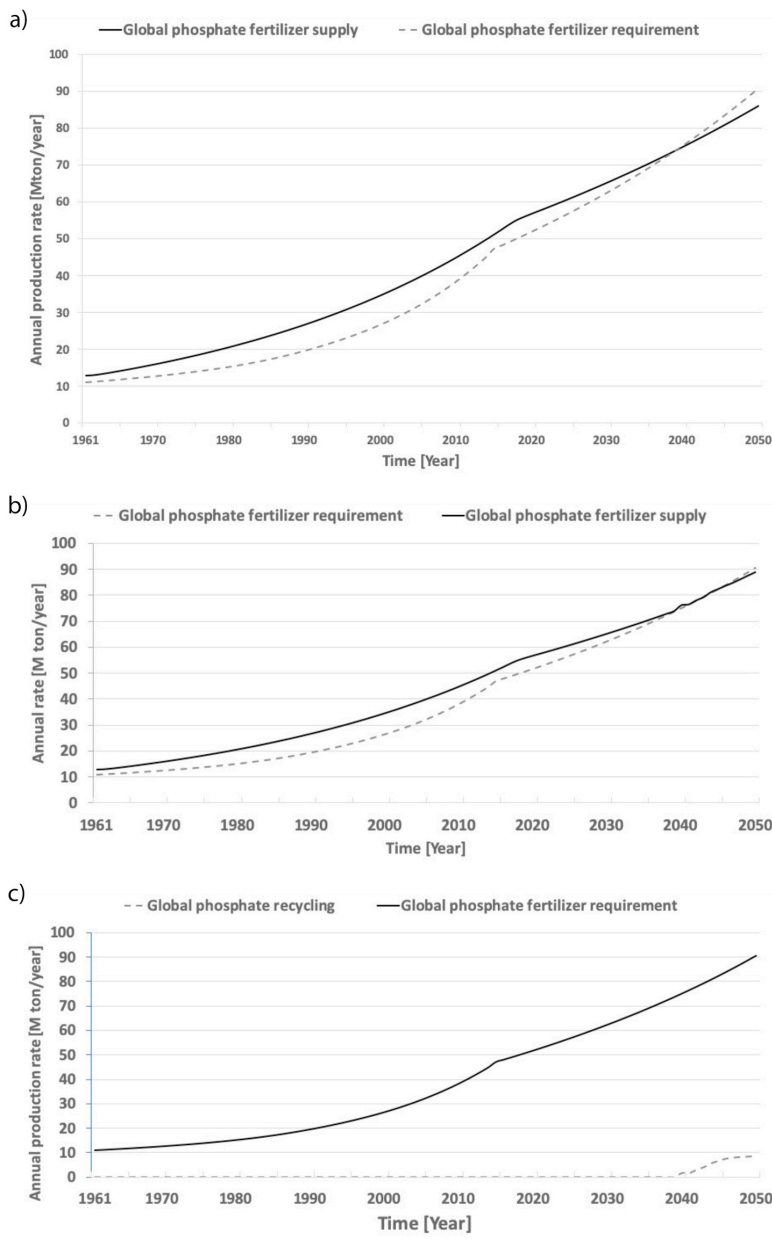 a)
Global phosphate fertilizer supply Global phosphate fertilizer requirement
100
90
80
70
60
50
40
30
20
10
0
Annual production rate [Mton/year]
1961 1970 1980 1990 2000 2010 2020 2030 2040 2050
Time [Year]
b)
Global phosphate fertilizer requirement Global phosphate fertilizer supply
100
90
80
70
60
50
40
30
20
10
0
Annual rate [M ton/year]
1961 1970 1980 1990 2000 2010 2020 2030 2040 2050
Time [Year]
c)
Global phosphate recycling Global phosphate fertilizer requirement
100
90
80
70
60
50
40
30
20
10
0
Annual production rate [M ton/year]
1961 1970 1980 1990 2000 2010 2020 2030 2040 2050
Time [Year]